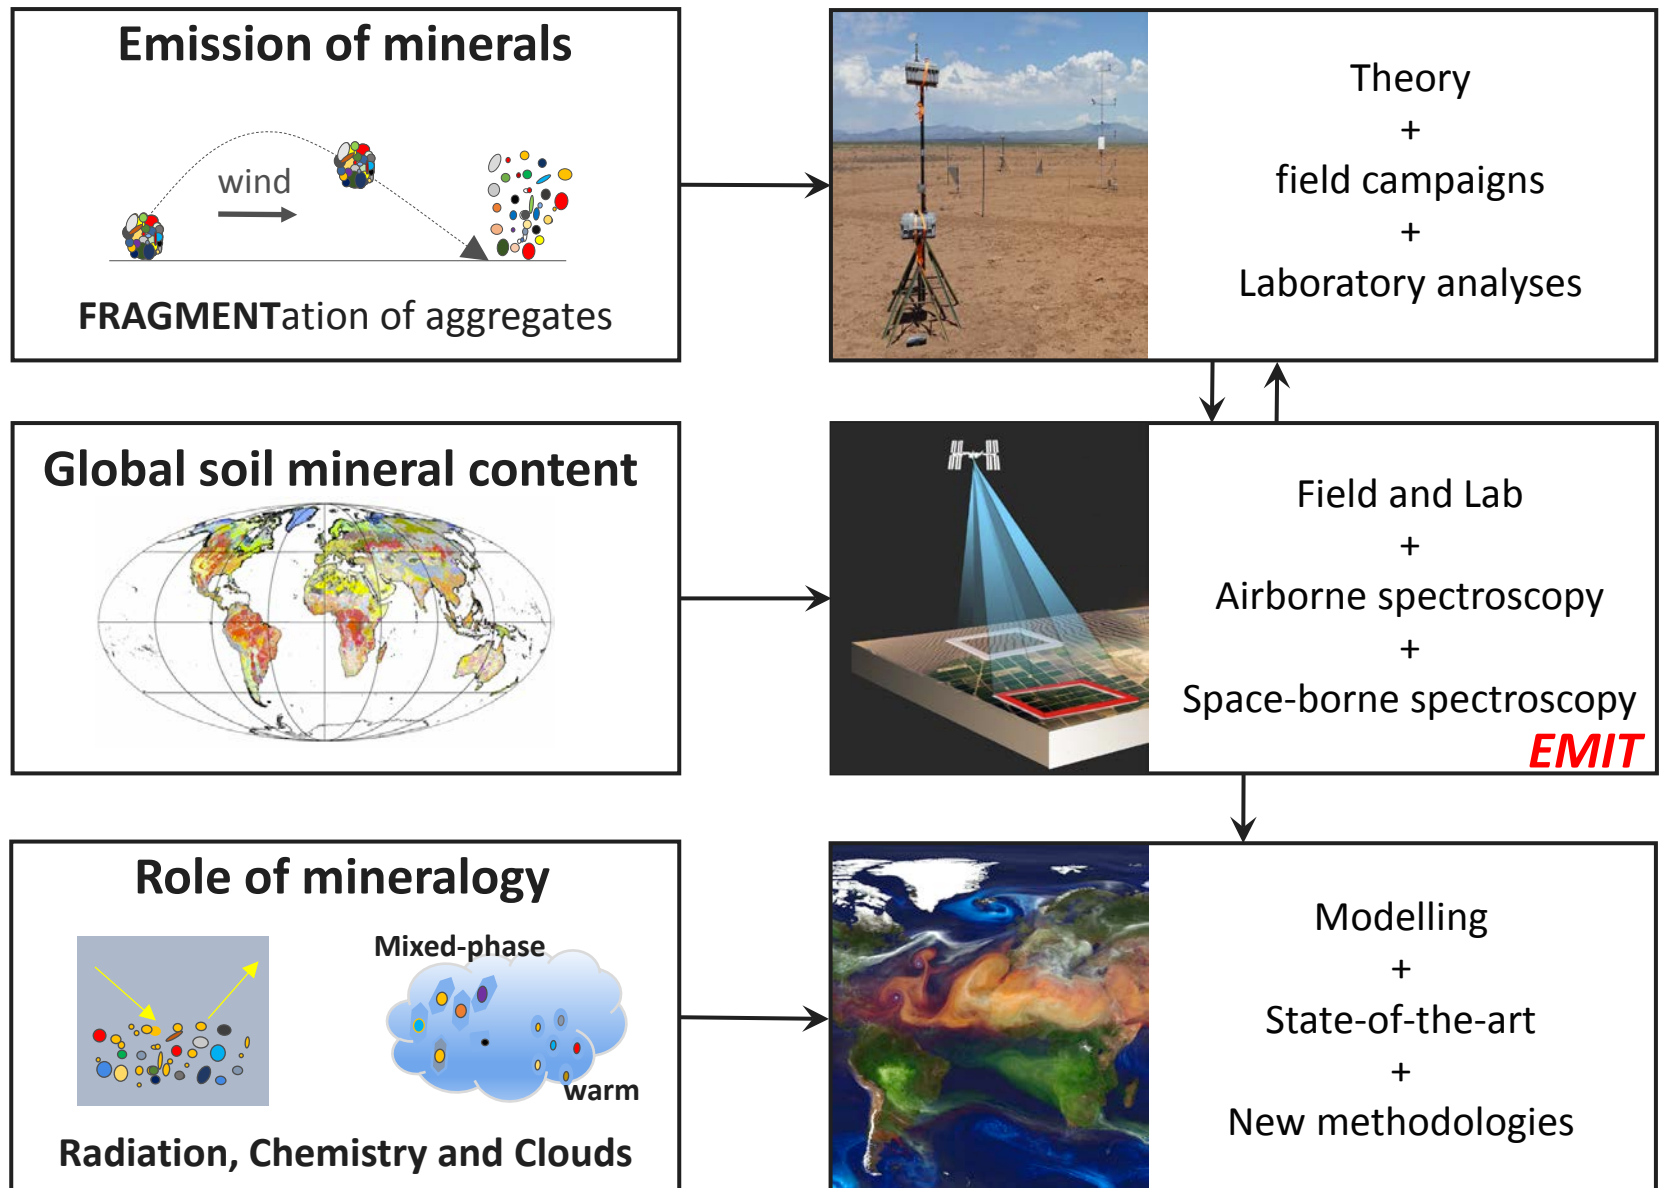 Emission of minerals
wind
FRAGMENTation of aggregates
Theory
+
field campaigns
+
Laboratory analyses
Global soil mineral content
Field and Lab
+
Airborne spectroscopy
+
Space-borne spectroscopy
EMIT
Role of mineralogy
Mixed-phase
warm
Radiation, Chemistry and Clouds
Modelling
+
State-of-the-art
+
New methodologies